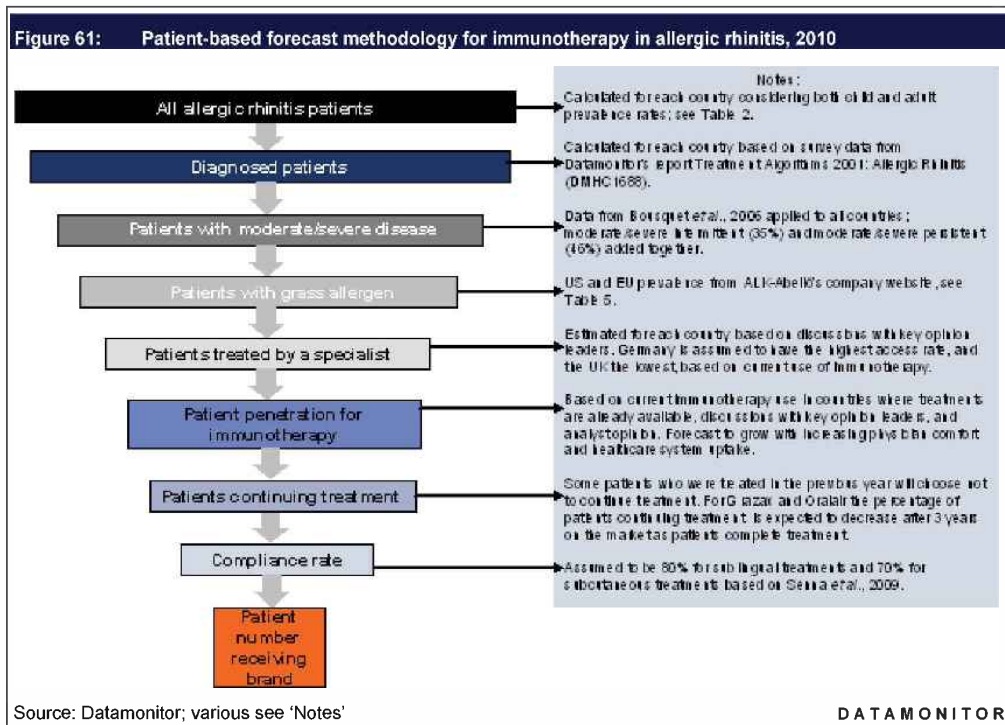 Figure 61: Patient-based forecast methodology for immunotherapy in allergic rhinitis, 2010
All allergic rhinitis patients
Diagnosed patients
Patients with moderate/severe disease
Patients with grass allergen
Patients treated by a specialist
Patient penetration for
immunotherapy
Patients continuing treatment
Compliance rate
Patient
number
receiving
brand
Notes:
Calculated for each country considering both child and adult
prevalence rates; see Table 2.
Calculated for each country based on survey data from
Datamonitor's report Treatment Algorithms 2001: Allergic Rhinitis
(DMHC1688).
Data from Bousquet et al., 2006 applied to all countries;
moderate/severe intermittent (35%) and moderate/severe persistent
(46%) added together.
US and EU prevalence from ALK-Abelló's company website, see
Table 5.
Estimated for each country based on discussions with key opinion
leaders. Germany is assumed to have the highest access rate, and
the UK the lowest, based on current use of immunotherapy.
Based on current immunotherapy use in countries where treatments
are already available, discussions with key opinion leaders, and
analyst opinion. Forecast to grow with increasing physician comfort
and healthcare system uptake.
Some patients who were treated in the previous year will choose not
to continue treatment. For Grazax and Oralair the percentage of
patients continuing treatment is expected to decrease after 3 years
on the market as patients complete treatment.
Assumed to be 80% for sublingual treatments and 70% for
subcutaneous treatments based on Senna et al., 2009.
Source: Datamonitor; various see 'Notes'
DATAMONITOR